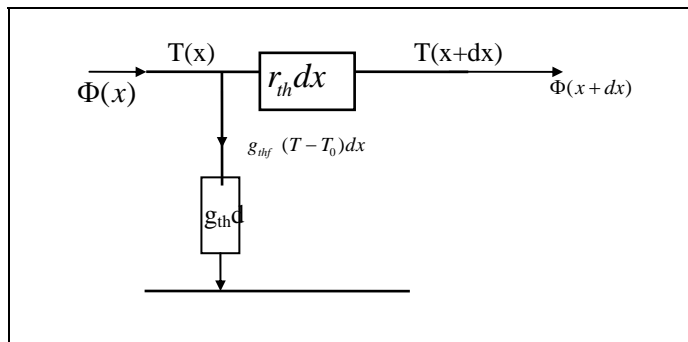 T(x) T(x+dx)
Φ(x) r_th dx Φ(x + dx)
g_thf (T − T_0)dx
g_th d